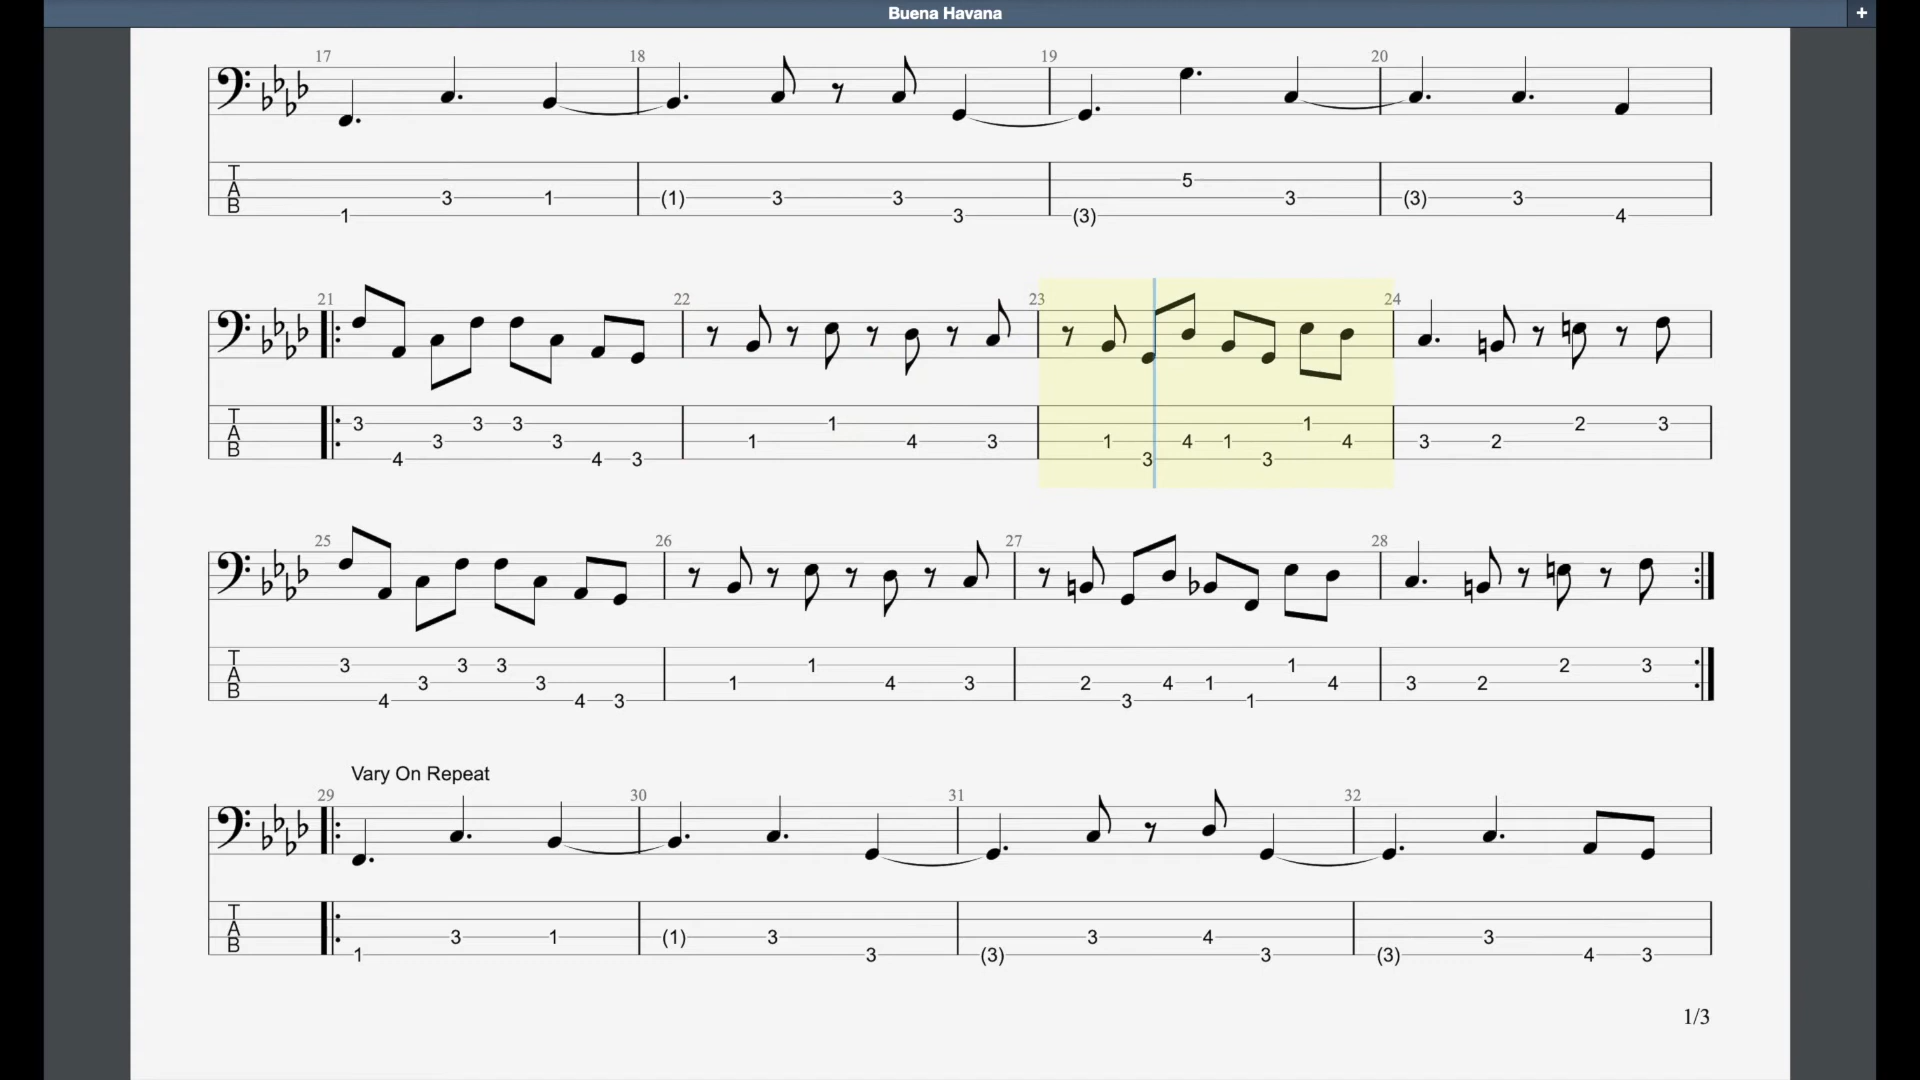 Buena Havana +
17 18 19 20
T
A
B
1 3 1 (1) 3 3 3 (3) 5 3 (3) 3 4
21 22 23 24
T
A
B
3 4 3 3 3 3 4 3 1 1 4 3 1 3 4 1 3 1 4 3 2 2 3
25 26 27 28
T
A
B
3 4 3 3 3 3 4 3 1 1 4 3 2 3 4 1 1 1 4 3 2 2 3
Vary On Repeat
29 30 31 32
T
A
B
1 3 1 (1) 3 3 (3) 3 4 3 (3) 3 4 3
1/3